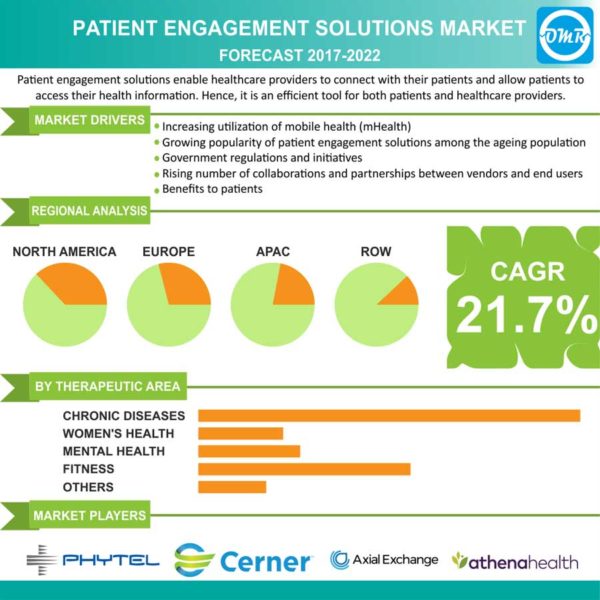 PATIENT ENGAGEMENT SOLUTIONS MARKET
FORECAST 2017-2022
OMR
Patient engagement solutions enable healthcare providers to connect with their patients and allow patients to
access their health information. Hence, it is an efficient tool for both patients and healthcare providers.
MARKET DRIVERS
• Increasing utilization of mobile health (mHealth)
• Growing popularity of patient engagement solutions among the ageing population
• Government regulations and initiatives
• Rising number of collaborations and partnerships between vendors and end users
• Benefits to patients
REGIONAL ANALYSIS
NORTH AMERICA
EUROPE
APAC
ROW
CAGR
21.7%
BY THERAPEUTIC AREA
CHRONIC DISEASES
WOMEN'S HEALTH
MENTAL HEALTH
FITNESS
OTHERS
MARKET PLAYERS
PHYTEL
Cerner
Axial Exchange
athenahealth